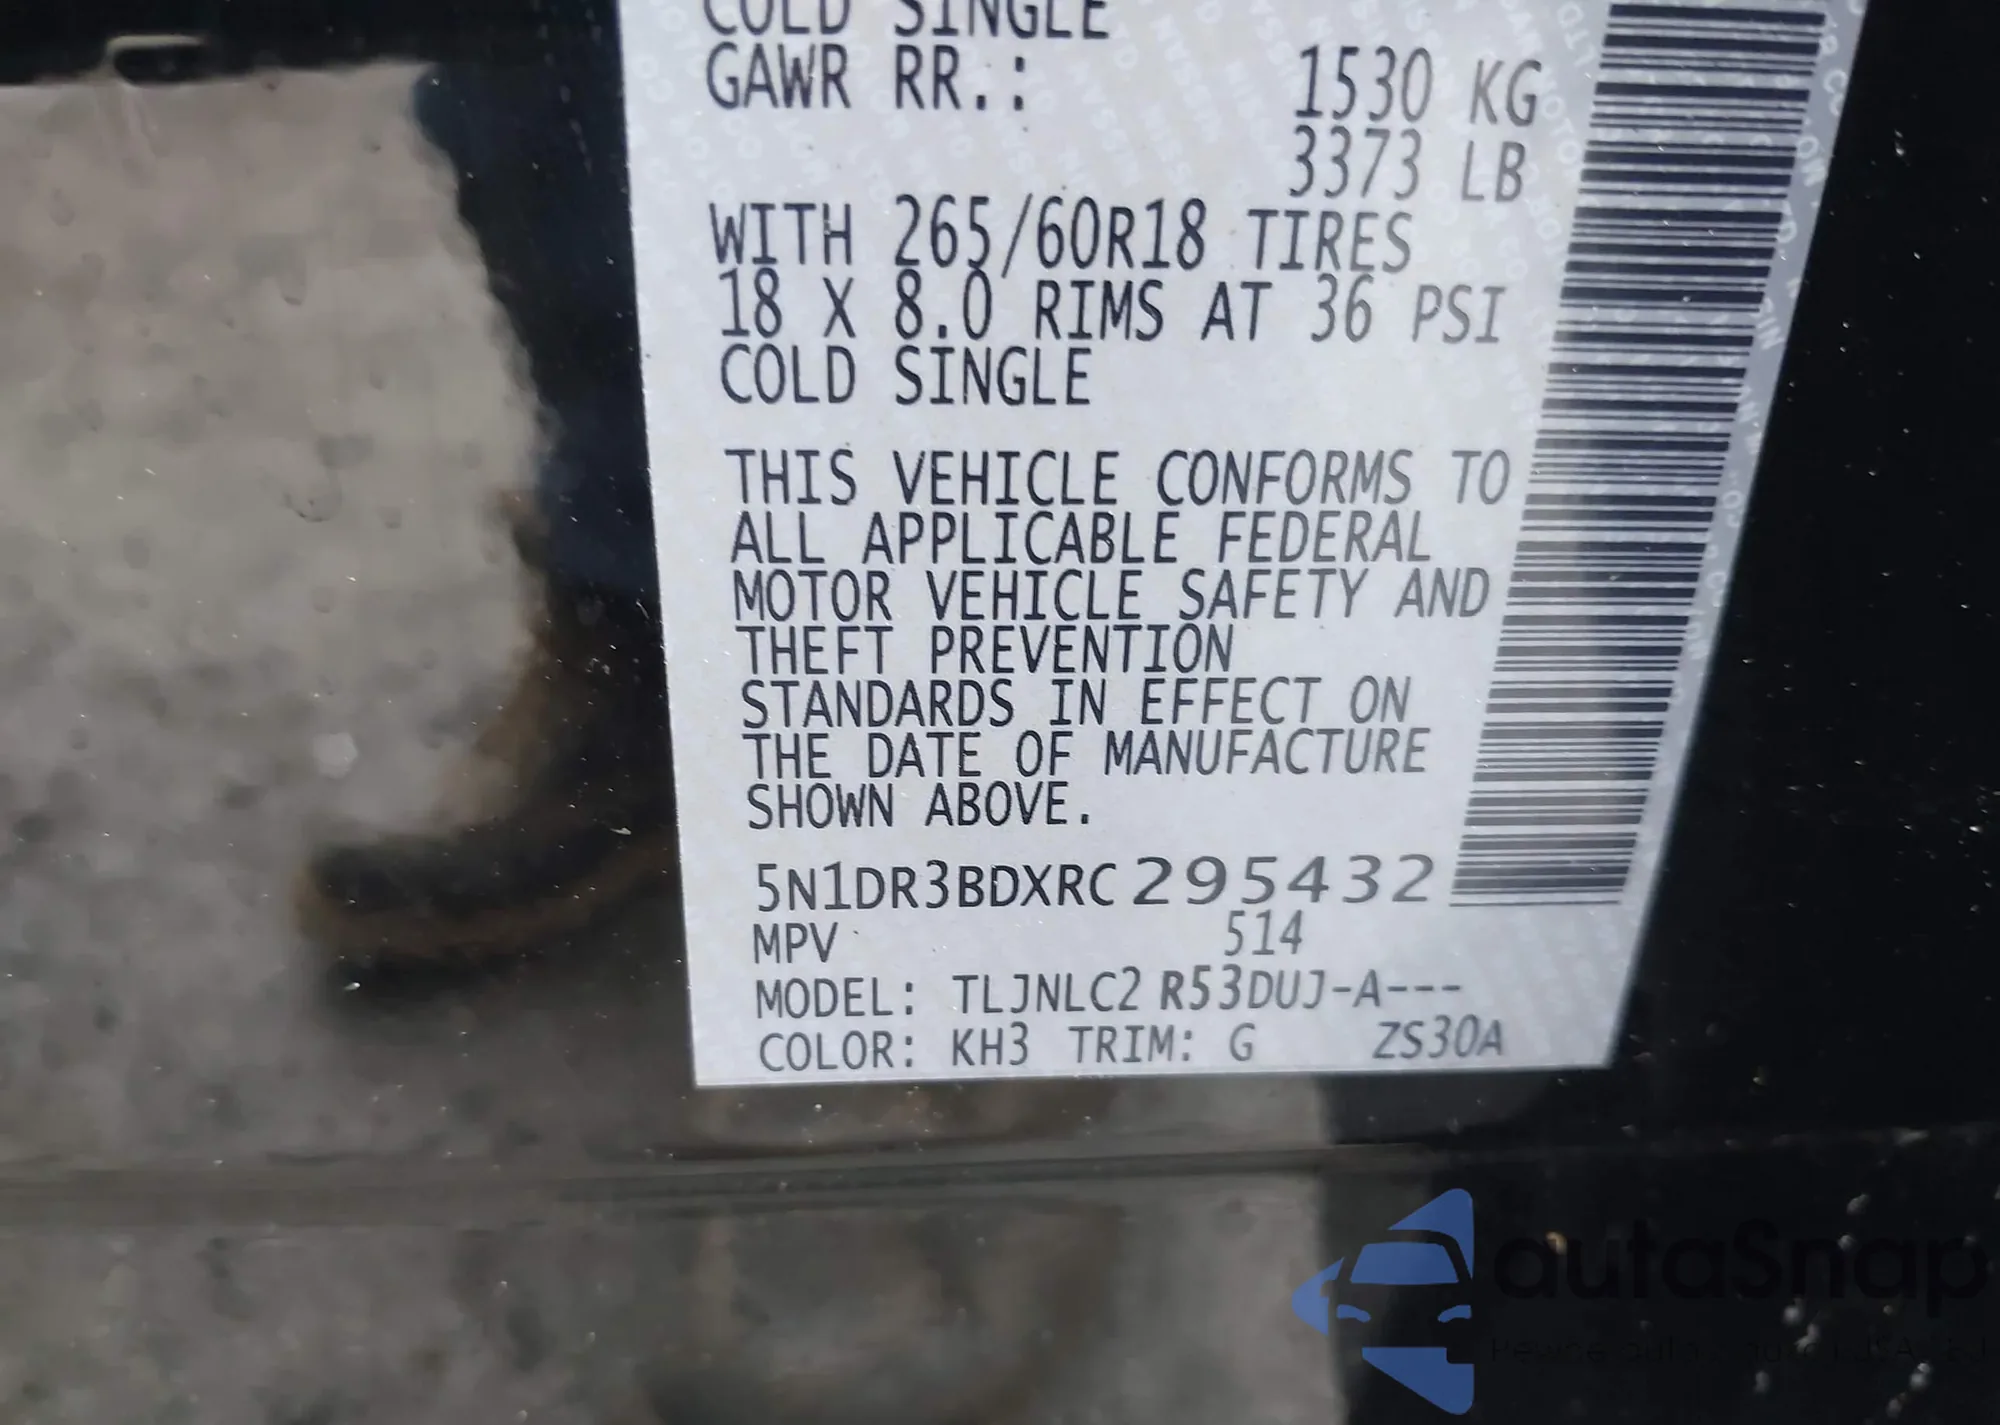 COLD SINGLE
GAWR RR.: 1530 KG
3373 LB
WITH 265/60R18 TIRES
18 X 8.0 RIMS AT 36 PSI
COLD SINGLE
THIS VEHICLE CONFORMS TO
ALL APPLICABLE FEDERAL
MOTOR VEHICLE SAFETY AND
THEFT PREVENTION
STANDARDS IN EFFECT ON
THE DATE OF MANUFACTURE
SHOWN ABOVE.
5N1DR3BDXRC295432
MPV 514
MODEL: TLJNLC2 R53DUJ-A---
COLOR: KH3 TRIM: G ZS30A
autaSnap